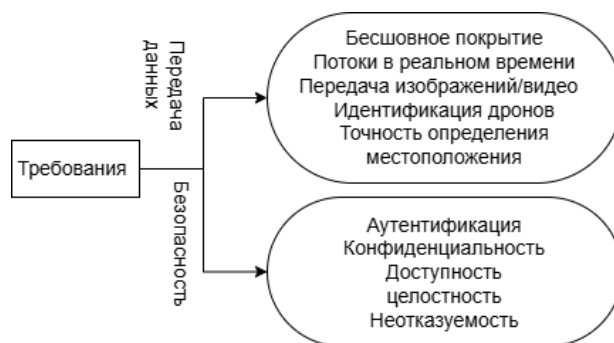 Требования
Передача
данных
Бесшовное покрытие
Потоки в реальном времени
Передача изображений/видео
Идентификация дронов
Точность определения
местоположения
Безопасность
Аутентификация
Конфиденциальность
Доступность
целостность
Неотказуемость